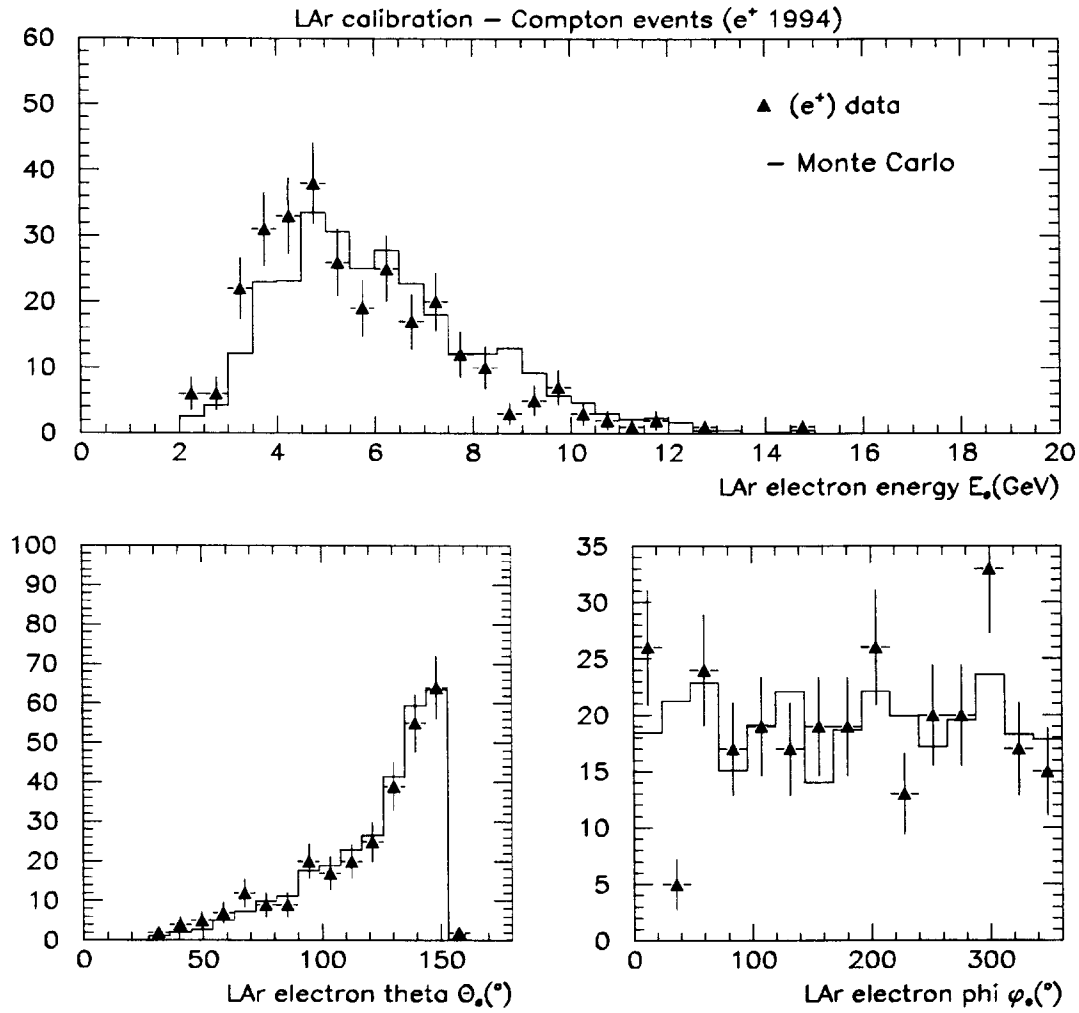 LAr calibration – Compton events (e⁺ 1994)
60
50
40
30
20
10
0
▲ (e⁺) data
– Monte Carlo
0 2 4 6 8 10 12 14 16 18 20
LAr electron energy Eₑ(GeV)
100
90
80
70
60
50
40
30
20
10
0
0 50 100 150
LAr electron theta Θₑ(°)
35
30
25
20
15
10
5
0
0 100 200 300
LAr electron phi φₑ(°)